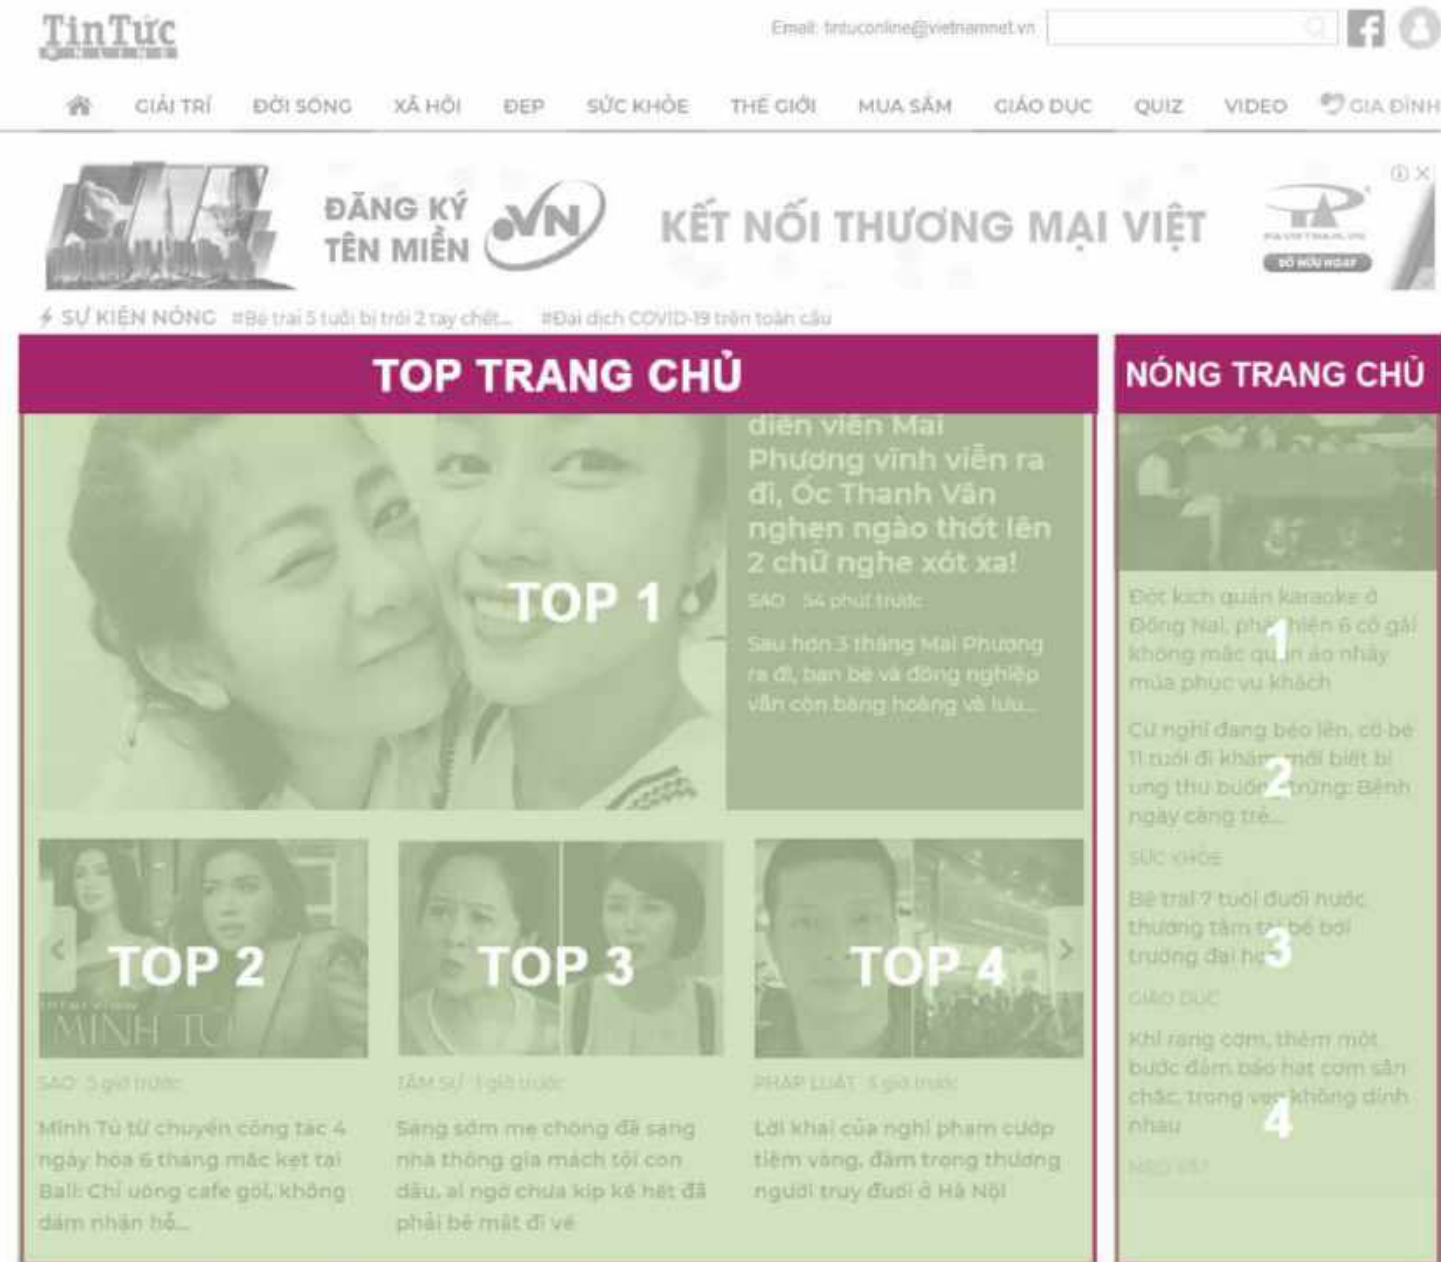 TinTức
ONLINE
Email: tintuconline@vietnamnet.vn
GIẢI TRÍ ĐỜI SỐNG XÃ HỘI ĐẸP SỨC KHỎE THẾ GIỚI MUA SẮM GIÁO DỤC QUIZ VIDEO GIA ĐÌNH
ĐĂNG KÝ
TÊN MIỀN
.VN
KẾT NỐI THƯƠNG MẠI VIỆT
PA
SỞ HỮU NGAY
SỰ KIỆN NÓNG #Bé trai 5 tuổi bị trói 2 tay chết... #Đại dịch COVID-19 trên toàn cầu
TOP TRANG CHỦ
NÓNG TRANG CHỦ
diễn viên Mai
Phương vĩnh viễn ra
đi, Ốc Thanh Vân
nghẹn ngào thốt lên
2 chữ nghe xót xa!
SAO 54 phút trước
Sau hơn 3 tháng Mai Phương
ra đi, bạn bè và đồng nghiệp
vẫn còn bàng hoàng và lưu...
TOP 1
Đột kích quán karaoke ở
Đồng Nai, phát hiện 6 cô gái
không mặc quần áo nhảy
múa phục vụ khách
1
Cứ nghĩ đang béo lên, cô bé
11 tuổi đi khám mới biết bị
ung thư buồng trứng: Bệnh
ngày càng trẻ...
2
SỨC KHỎE
Bé trai 7 tuổi đuối nước
thương tâm tại bể bơi
trường đại học
3
GIÁO DỤC
Khi rang cơm, thêm một
bước đảm bảo hạt cơm săn
chắc, trong veo không dính
nhau
4
MẸO VẶT
TOP 2
INTERVIEW
MINH TÚ
SAO 5 giờ trước
Minh Tú từ chuyến công tác 4
ngày hóa 6 tháng mắc kẹt tại
Bali: Chỉ uống cafe gói, không
dám nhận hỗ...
TOP 3
TÂM SỰ 1 giờ trước
Sáng sớm mẹ chồng đã sang
nhà thông gia mách tội con
dâu, ai ngờ chưa kịp kể hết đã
phải bẽ mặt đi về
TOP 4
PHÁP LUẬT 5 giờ trước
Lời khai của nghi phạm cướp
tiệm vàng, đâm trọng thương
người truy đuổi ở Hà Nội